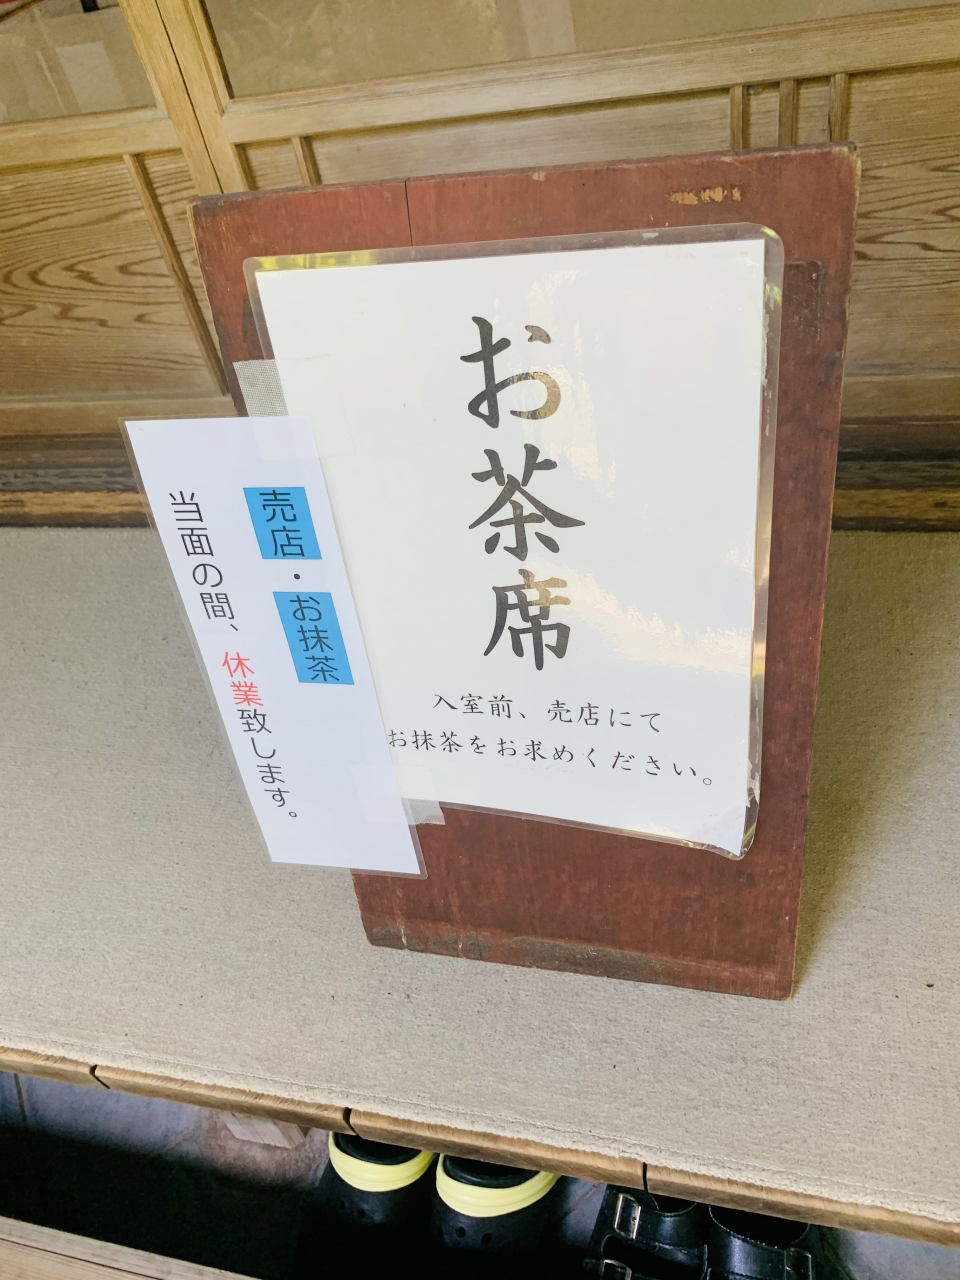 お茶席
入室前、売店にて
お抹茶をお求めください。
売店・お抹茶
当面の間、休業致します。